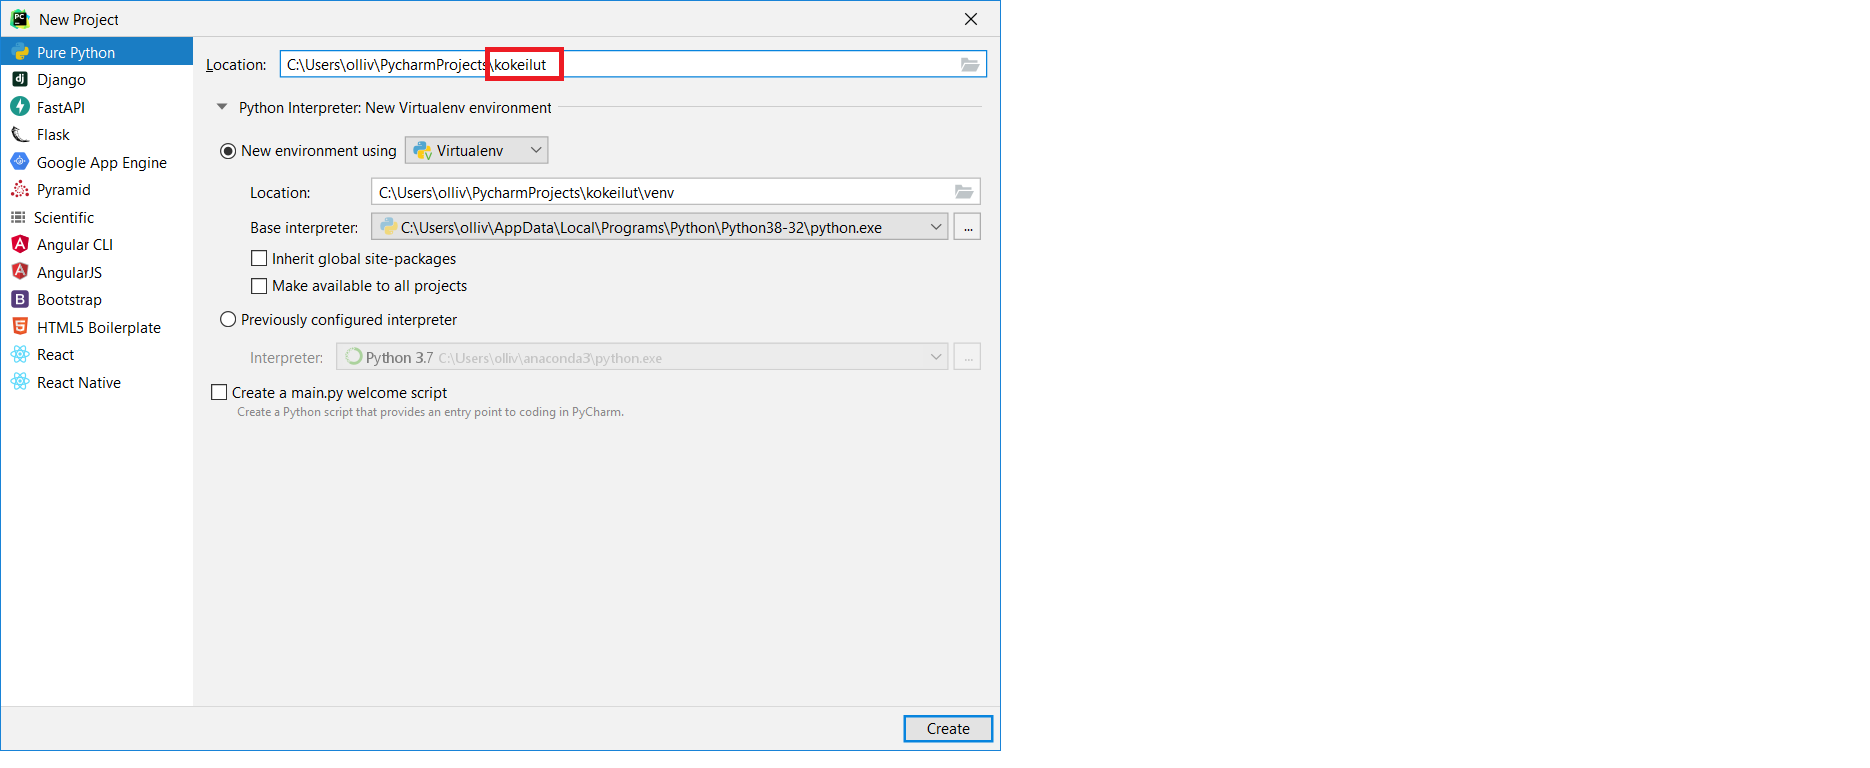 New Project
Pure Python
Django
FastAPI
Flask
Google App Engine
Pyramid
Scientific
Angular CLI
AngularJS
Bootstrap
HTML5 Boilerplate
React
React Native
Location: C:\Users\olliv\PycharmProjects\kokeilut
Python Interpreter: New Virtualenv environment
New environment using Virtualenv
Location: C:\Users\olliv\PycharmProjects\kokeilut\venv
Base interpreter: C:\Users\olliv\AppData\Local\Programs\Python\Python38-32\python.exe ...
Inherit global site-packages
Make available to all projects
Previously configured interpreter
Interpreter: Python 3.7 C:\Users\olliv\anaconda3\python.exe ...
Create a main.py welcome script
Create a Python script that provides an entry point to coding in PyCharm.
Create